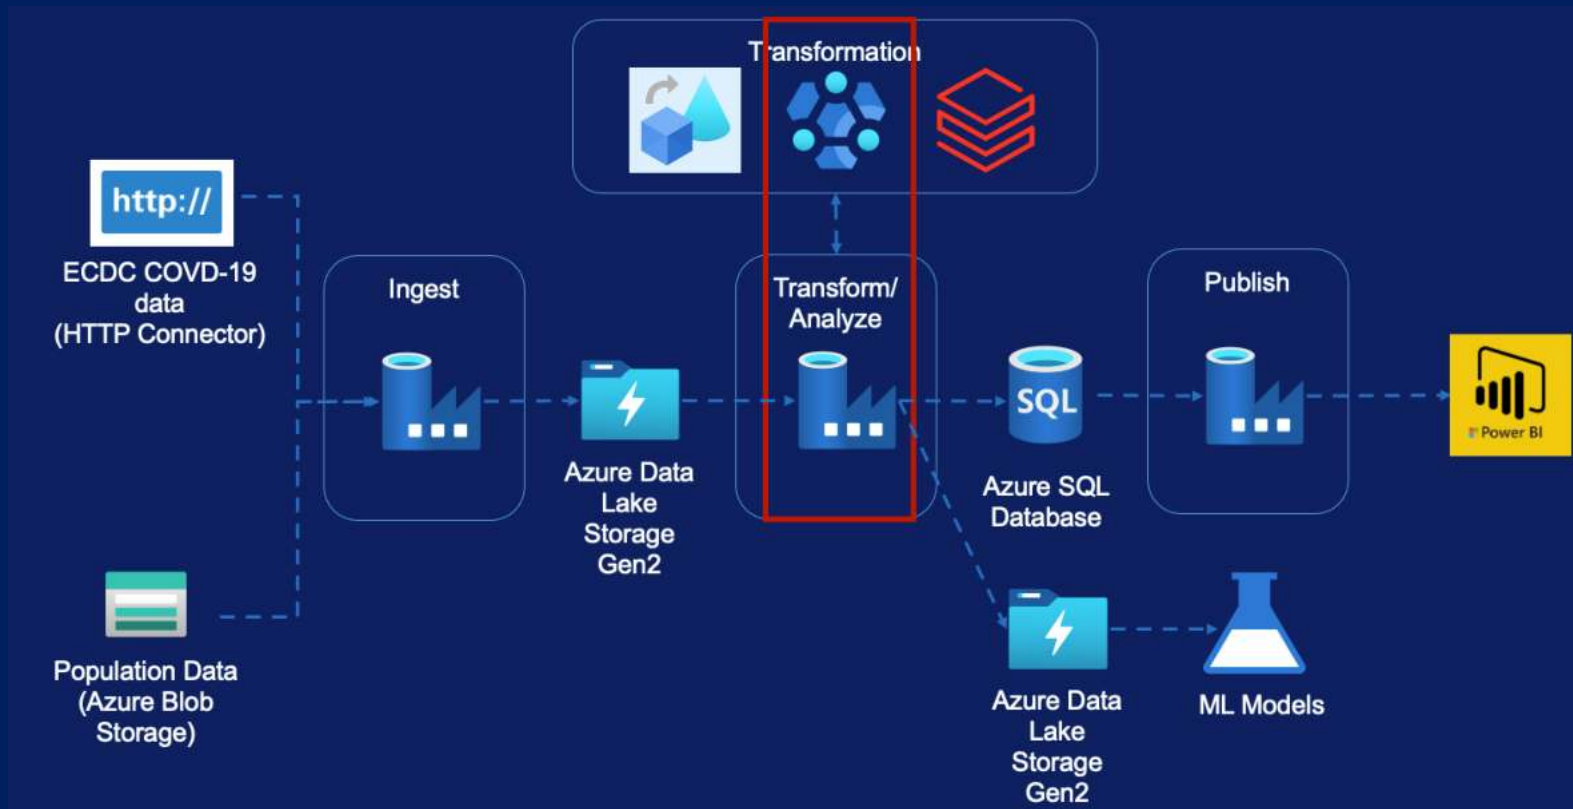 Transformation
http://
ECDC COVD-19
data
(HTTP Connector)
Ingest
Transform/
Analyze
Publish
SQL
Power BI
Azure Data
Lake
Storage
Gen2
Azure SQL
Database
Population Data
(Azure Blob
Storage)
Azure Data
Lake
Storage
Gen2
ML Models